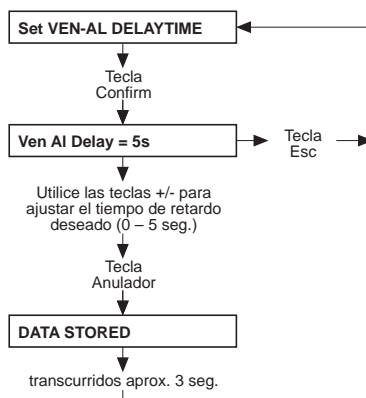 Set VEN-AL DELAYTIME
Tecla
Confirm
Ven Al Delay = 5s
Tecla
Esc
Utilice las teclas +/- para
ajustar el tiempo de retardo
deseado (0 – 5 seg.)
Tecla
Anulador
DATA STORED
transcurridos aprox. 3 seg.